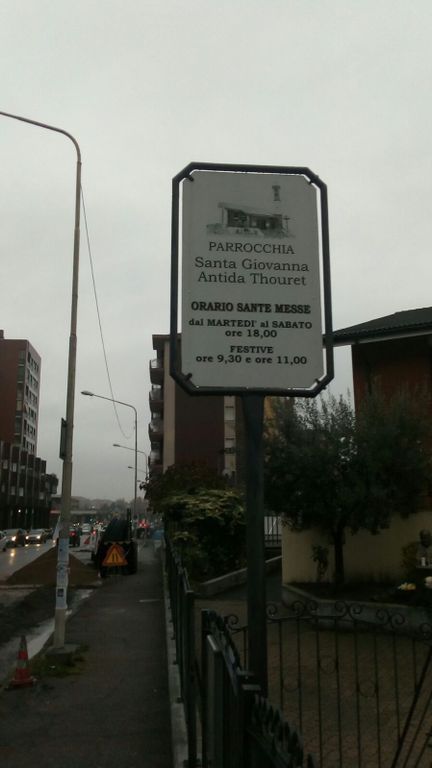 PARROCCHIA
Santa Giovanna
Antida Thouret
ORARIO SANTE MESSE
dal MARTEDI' al SABATO
ore 18,00
FESTIVE
ore 9,30 e ore 11,00